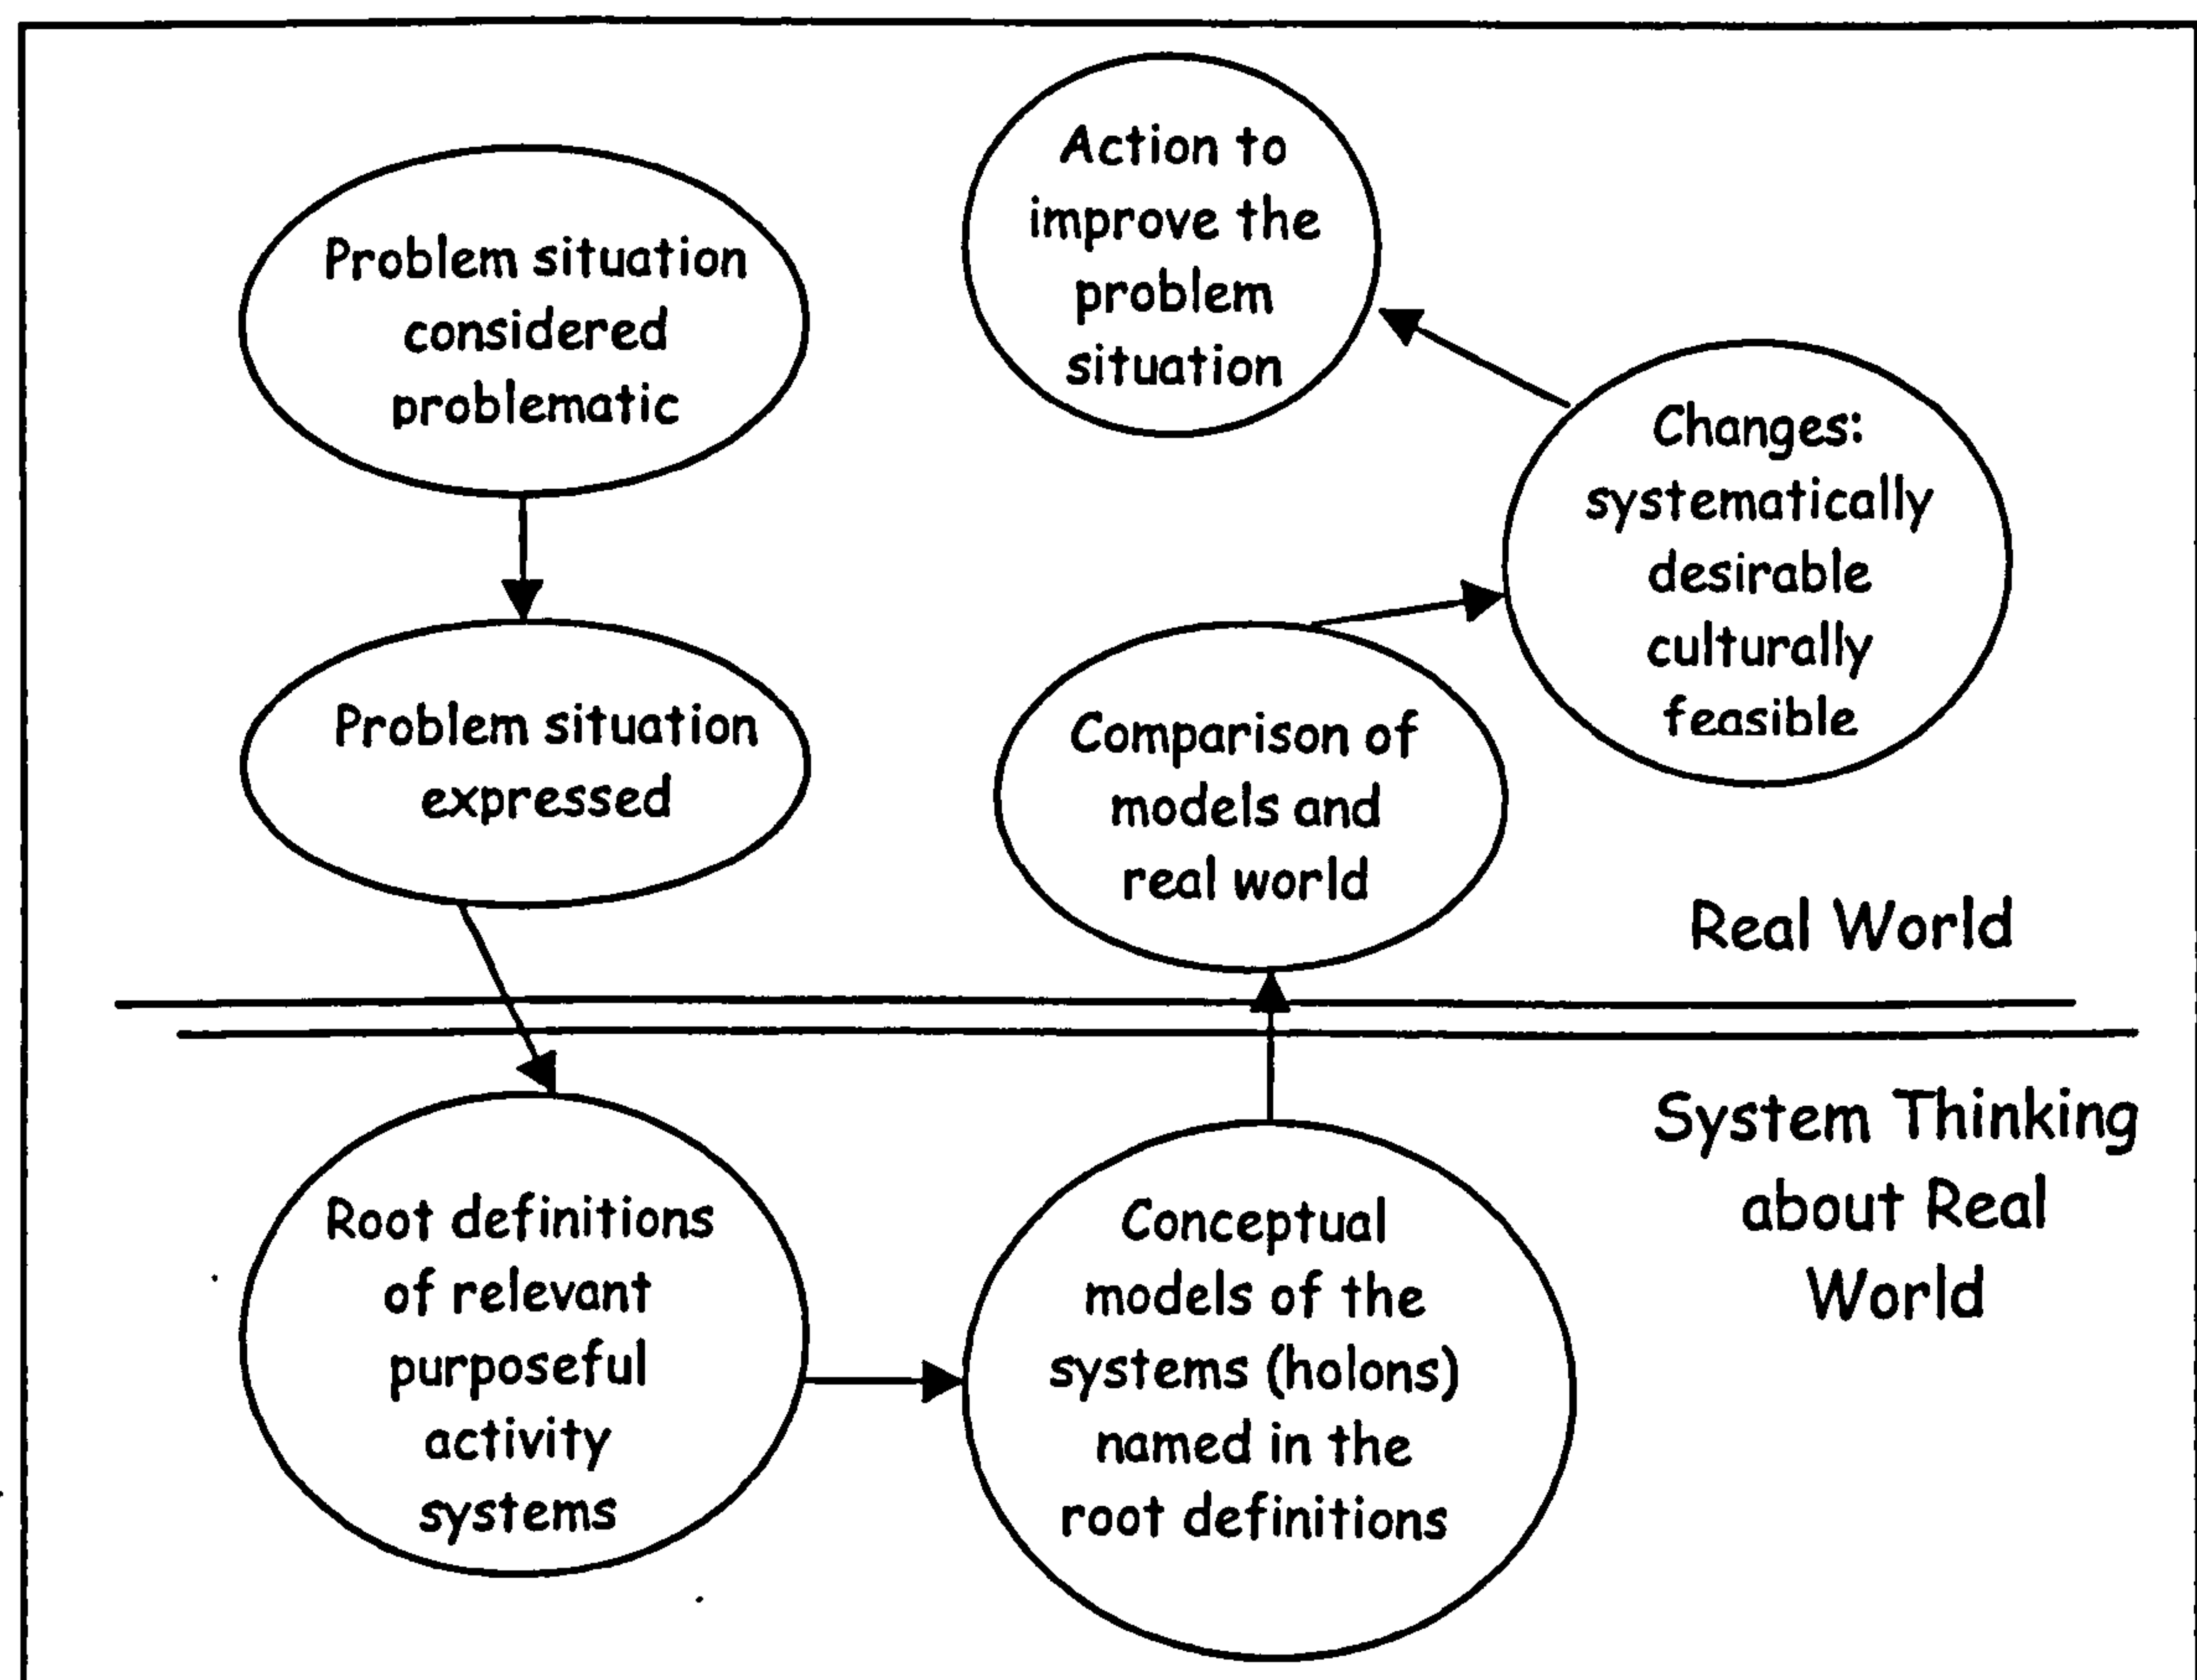 Problem situation
considered
problematic
Problem situation
expressed
Root definitions
of relevant
purposeful
activity
systems
Conceptual
models of the
systems (holons)
named in the
root definitions
Comparison of
models and
real world
Changes:
systematically
desirable
culturally
feasible
Action to
improve the
problem
situation
Real World
System Thinking
about Real
World